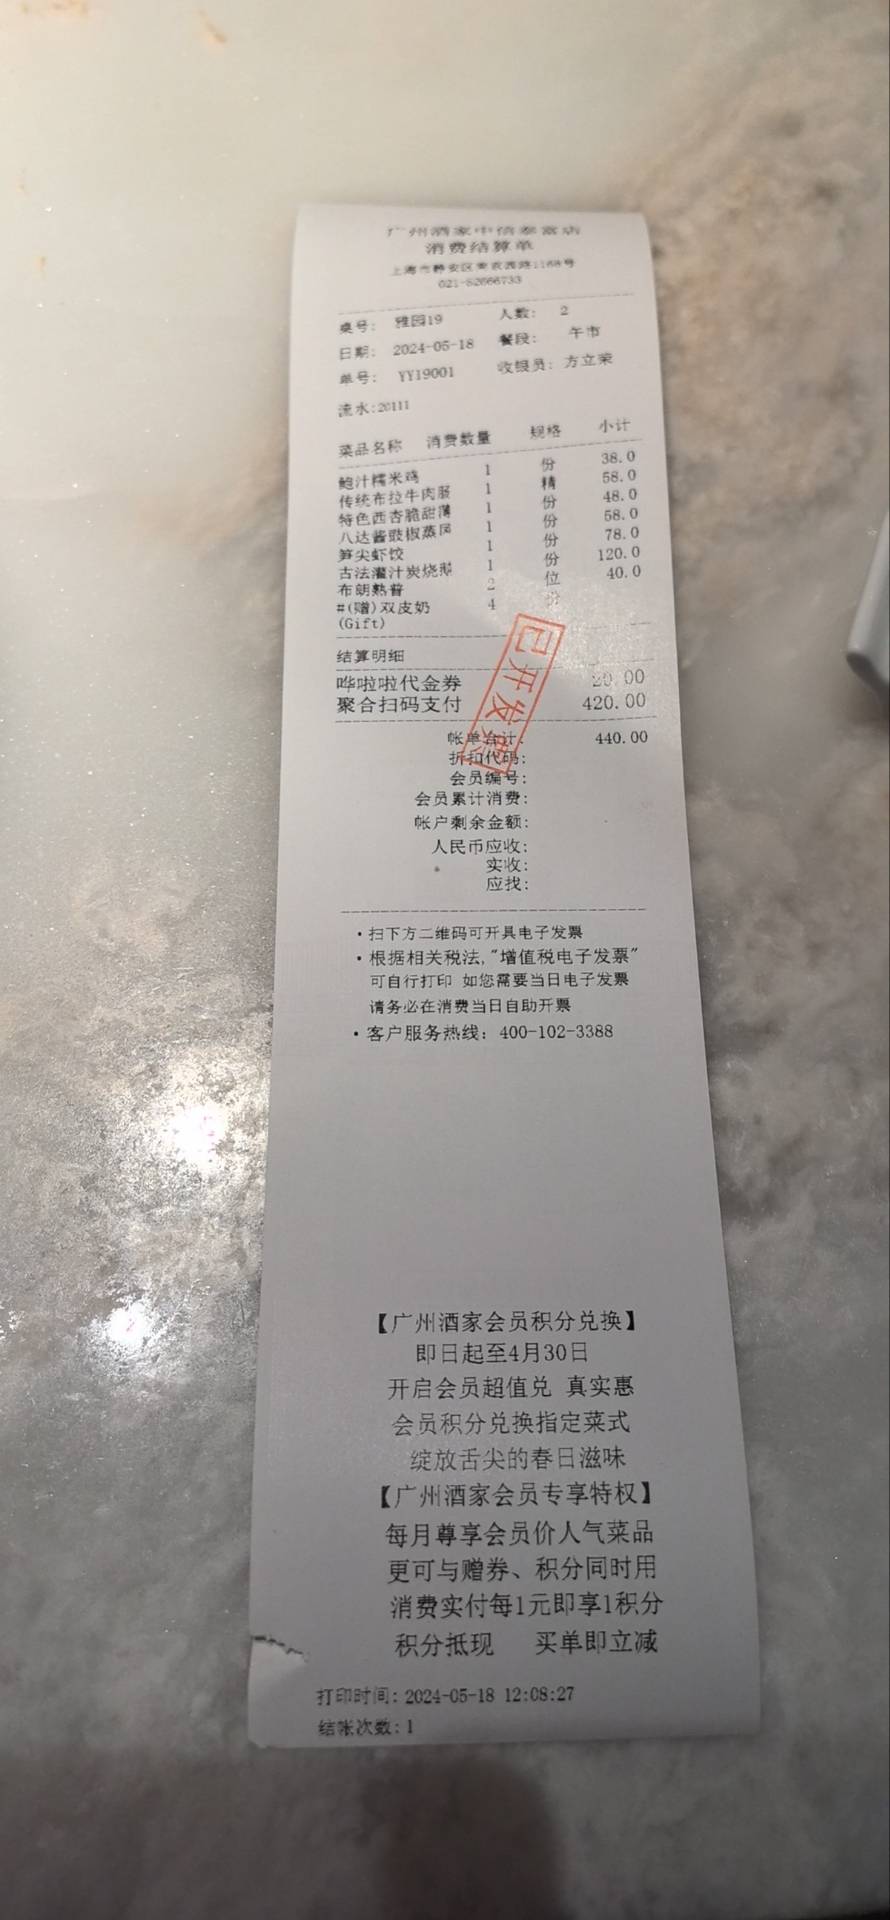 广州酒家中信泰富店
消费结算单
上海市静安区南京西路1168号
021-52666733
桌号: 雅园19 人数: 2
日期: 2024-05-18 餐段: 午市
单号: YY19001 收银员: 方立荣
流水:20111
菜品名称 消费数量 规格 小计
鲍汁糯米鸡 1 份 38.0
传统布拉牛肉肠 1 精 58.0
特色西杏脆甜薄 1 份 48.0
八达酱豉椒蒸凤 1 份 58.0
笋尖虾饺 1 份 78.0
古法灌汁炭烧鹅 1 份 120.0
布朗熟普 2 位 40.0
#(赠)双皮奶 4 份
(Gift)
结算明细
哗啦啦代金券 20.00
聚合扫码支付 420.00
已开发票
帐单合计: 440.00
折扣代码:
会员编号:
会员累计消费:
帐户剩余金额:
人民币应收:
实收:
应找:
·扫下方二维码可开具电子发票
·根据相关税法,"增值税电子发票"
可自行打印 如您需要当日电子发票
请务必在消费当日自助开票
·客户服务热线: 400-102-3388
【广州酒家会员积分兑换】
即日起至4月30日
开启会员超值兑 真实惠
会员积分兑换指定菜式
绽放舌尖的春日滋味
【广州酒家会员专享特权】
每月尊享会员价人气菜品
更可与赠券、积分同时用
消费实付每1元即享1积分
积分抵现 买单即立减
打印时间: 2024-05-18 12:08:27
结帐次数: 1